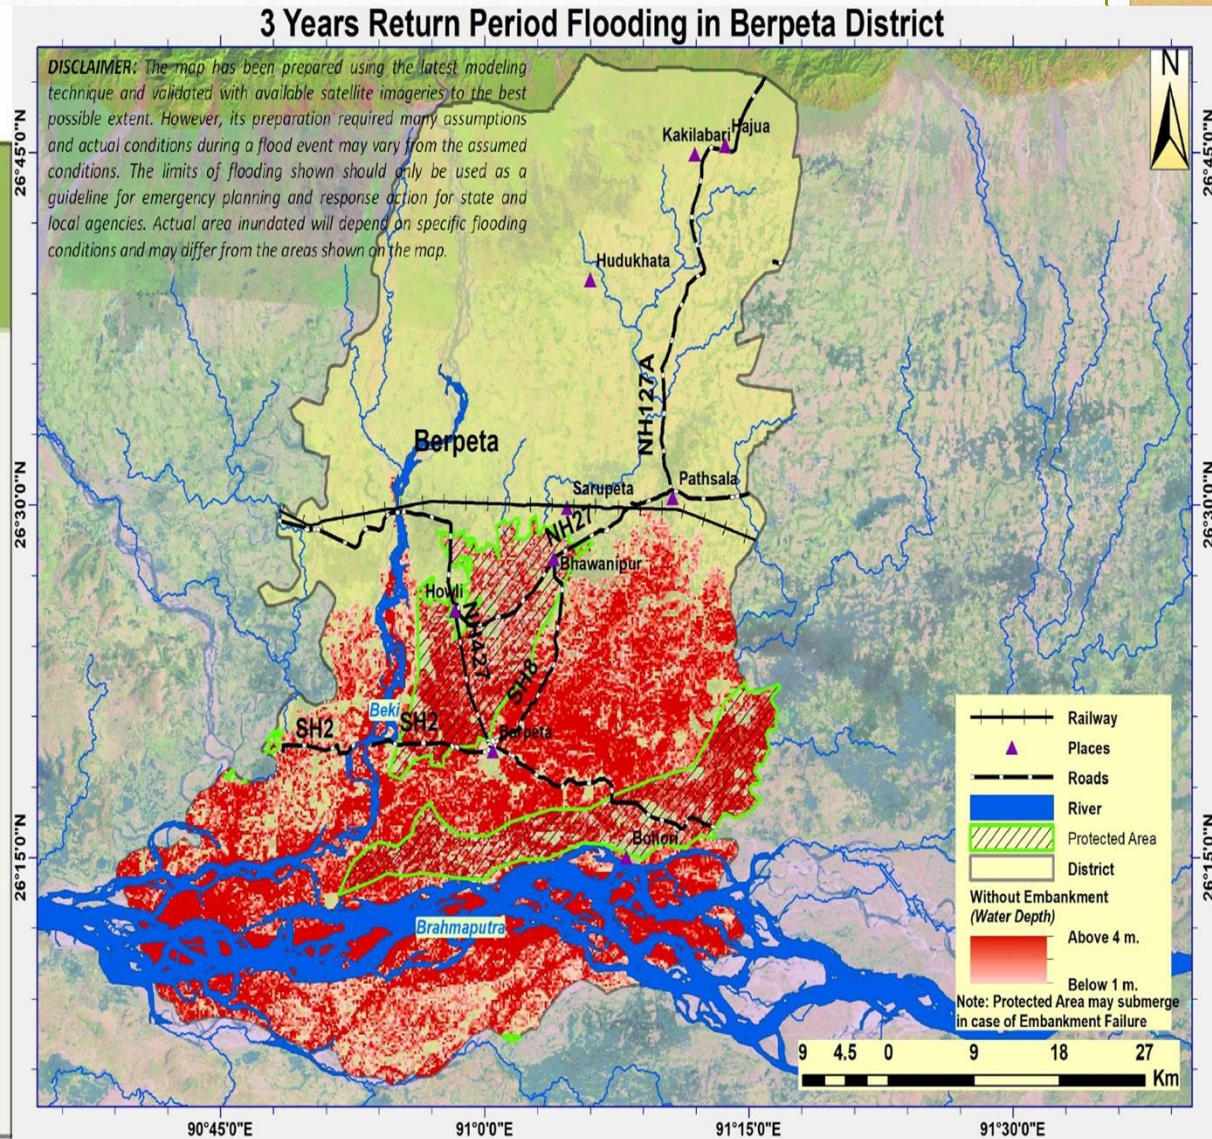 3 Years Return Period Flooding in Berpeta District
DISCLAIMER: The map has been prepared using the latest modeling
technique and validated with available satellite imageries to the best
possible extent. However, its preparation required many assumptions
and actual conditions during a flood event may vary from the assumed
conditions. The limits of flooding shown should only be used as a
guideline for emergency planning and response action for state and
local agencies. Actual area inundated will depend on specific flooding
conditions and may differ from the areas shown on the map.
N
26°45'0"N
26°45'0"N
Kakilabari
Hajua
Hudukhata
NH127A
Berpeta
Pathsala
Sarupeta
26°30'0"N
26°30'0"N
NH27
Bhawanipur
Howli
NH427
SH8
Beki
SH2
SH2
Barpeta
Bohori
26°15'0"N
26°15'0"N
Brahmaputra
Railway
Places
Roads
River
Protected Area
District
Without Embankment
(Water Depth)
Above 4 m.
Below 1 m.
Note: Protected Area may submerge
in case of Embankment Failure
9 4.5 0 9 18 27
Km
90°45'0"E 91°0'0"E 91°15'0"E 91°30'0"E